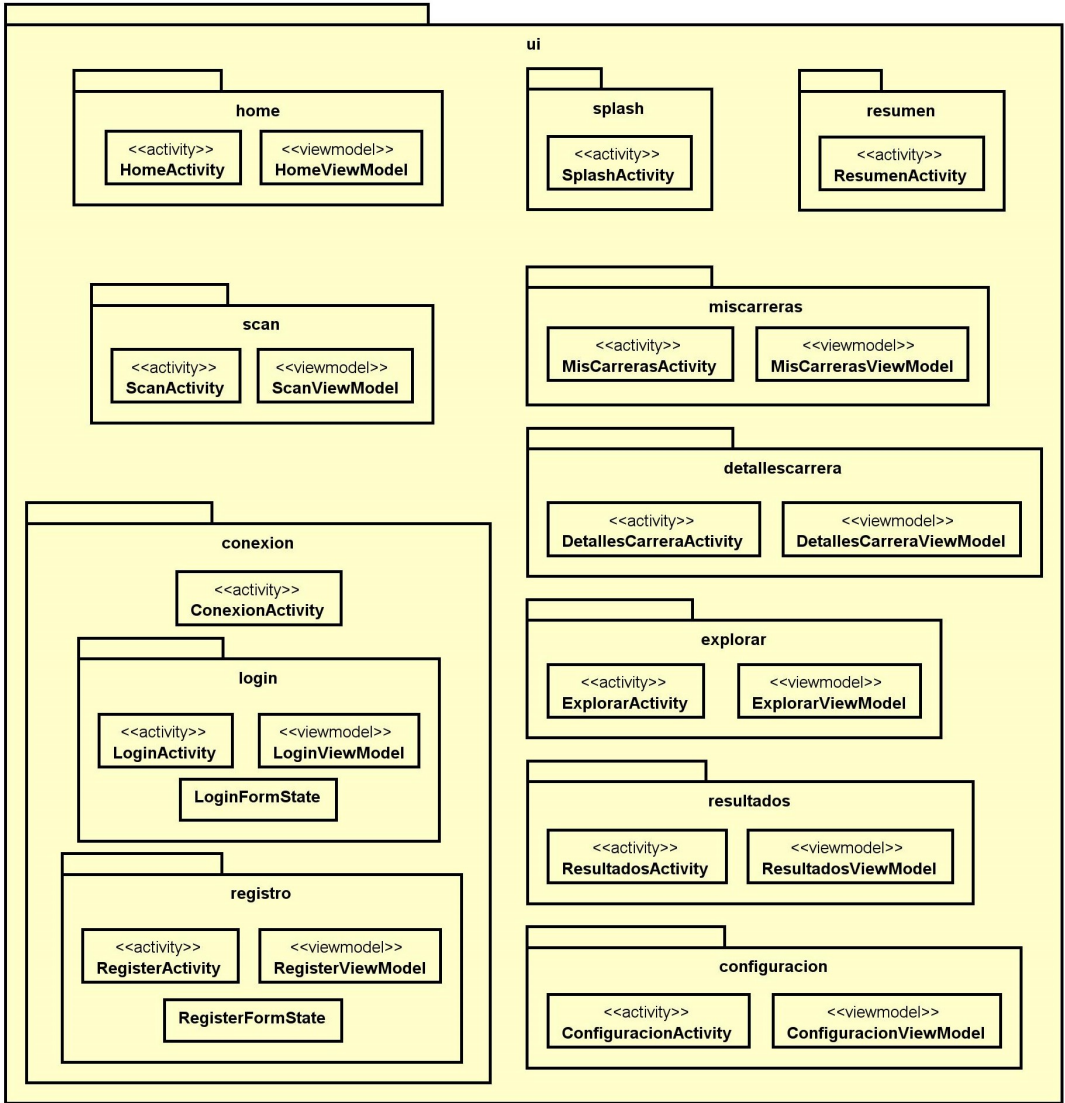 ui
home
<<activity>>
HomeActivity
<<viewmodel>>
HomeViewModel
splash
<<activity>>
SplashActivity
resumen
<<activity>>
ResumenActivity
scan
<<activity>>
ScanActivity
<<viewmodel>>
ScanViewModel
miscarreras
<<activity>>
MisCarrerasActivity
<<viewmodel>>
MisCarrerasViewModel
detallescarrera
<<activity>>
DetallesCarreraActivity
<<viewmodel>>
DetallesCarreraViewModel
conexion
<<activity>>
ConexionActivity
login
<<activity>>
LoginActivity
<<viewmodel>>
LoginViewModel
LoginFormState
registro
<<activity>>
RegisterActivity
<<viewmodel>>
RegisterViewModel
RegisterFormState
explorar
<<activity>>
ExplorarActivity
<<viewmodel>>
ExplorarViewModel
resultados
<<activity>>
ResultadosActivity
<<viewmodel>>
ResultadosViewModel
configuracion
<<activity>>
ConfiguracionActivity
<<viewmodel>>
ConfiguracionViewModel